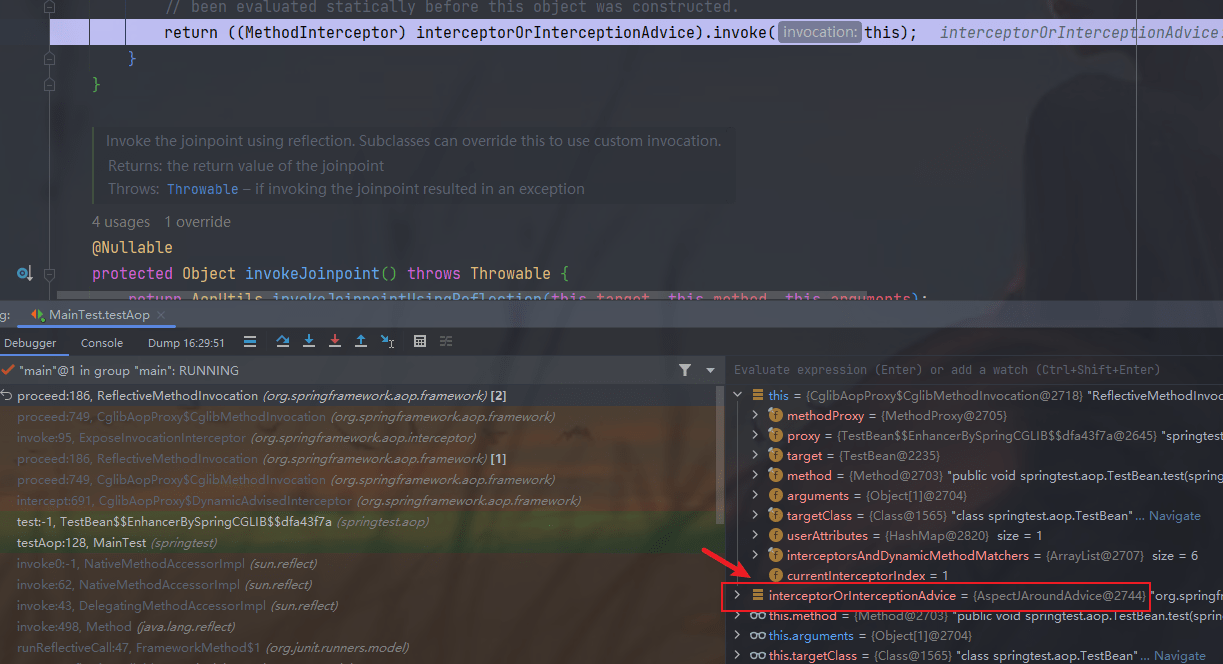 // been evaluated statically before this object was constructed.
return ((MethodInterceptor) interceptorOrInterceptionAdvice).invoke( invocation: this);   interceptorOrInterceptionAdvice:
}
}
Invoke the joinpoint using reflection. Subclasses can override this to use custom invocation.
Returns: the return value of the joinpoint
Throws: Throwable – if invoking the joinpoint resulted in an exception
4 usages   1 override
@Nullable
protected Object invokeJoinpoint() throws Throwable {
return AopUtils.invokeJoinpointUsingReflection(this.target, this.method, this.arguments);
g: MainTest.testAop ×
Debugger   Console   Dump 16:29:51
"main"@1 in group "main": RUNNING
proceed:186, ReflectiveMethodInvocation (org.springframework.aop.framework) [2]
proceed:749, CglibAopProxy$CglibMethodInvocation (org.springframework.aop.framework)
invoke:95, ExposeInvocationInterceptor (org.springframework.aop.interceptor)
proceed:186, ReflectiveMethodInvocation (org.springframework.aop.framework) [1]
proceed:749, CglibAopProxy$CglibMethodInvocation (org.springframework.aop.framework)
intercept:691, CglibAopProxy$DynamicAdvisedInterceptor (org.springframework.aop.framework)
test:-1, TestBean$$EnhancerBySpringCGLIB$$dfa43f7a (springtest.aop)
testAop:128, MainTest (springtest)
invoke0:-1, NativeMethodAccessorImpl (sun.reflect)
invoke:62, NativeMethodAccessorImpl (sun.reflect)
invoke:43, DelegatingMethodAccessorImpl (sun.reflect)
invoke:498, Method (java.lang.reflect)
runReflectiveCall:47, FrameworkMethod$1 (org.junit.runners.model)
Evaluate expression (Enter) or add a watch (Ctrl+Shift+Enter)
this = {CglibAopProxy$CglibMethodInvocation@2718} "ReflectiveMethodInvoc
methodProxy = {MethodProxy@2705}
proxy = {TestBean$$EnhancerBySpringCGLIB$$dfa43f7a@2645} "springtest
target = {TestBean@2235}
method = {Method@2703} "public void springtest.aop.TestBean.test(spring
arguments = {Object[1]@2704}
targetClass = {Class@1565} "class springtest.aop.TestBean"... Navigate
userAttributes = {HashMap@2820} size = 1
interceptorsAndDynamicMethodMatchers = {ArrayList@2707} size = 6
currentInterceptorIndex = 1
interceptorOrInterceptionAdvice = {AspectJAroundAdvice@2744} "org.springfr
this.method = {Method@2703} "public void springtest.aop.TestBean.test(spr
this.arguments = {Object[1]@2704}
this.targetClass = {Class@1565} "class springtest.aop.TestBean"... Navigate